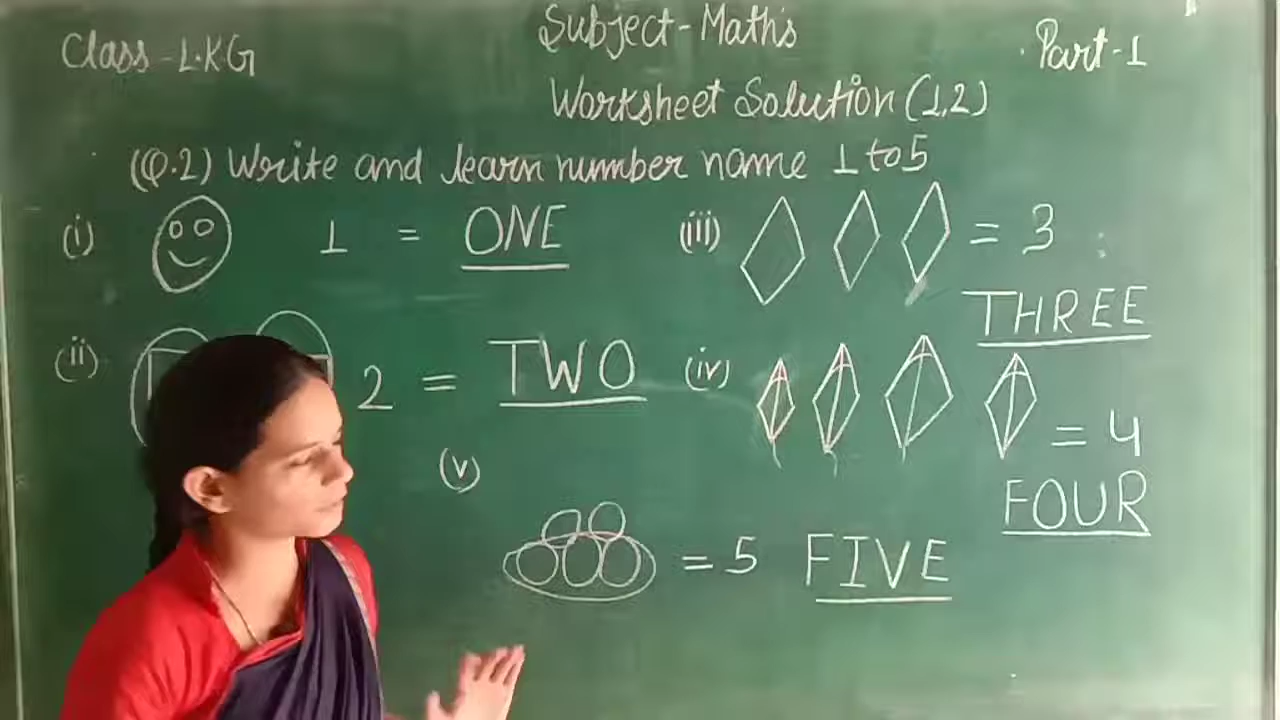 Class - L.K.G
Subject - Maths
Part - 1
Worksheet Solution (1,2)
(Q.2) Write and learn number name 1 to 5
(i) 1 = ONE
(ii) 2 = TWO
(iii) = 3
THREE
(iv) = 4
FOUR
(v) = 5 FIVE